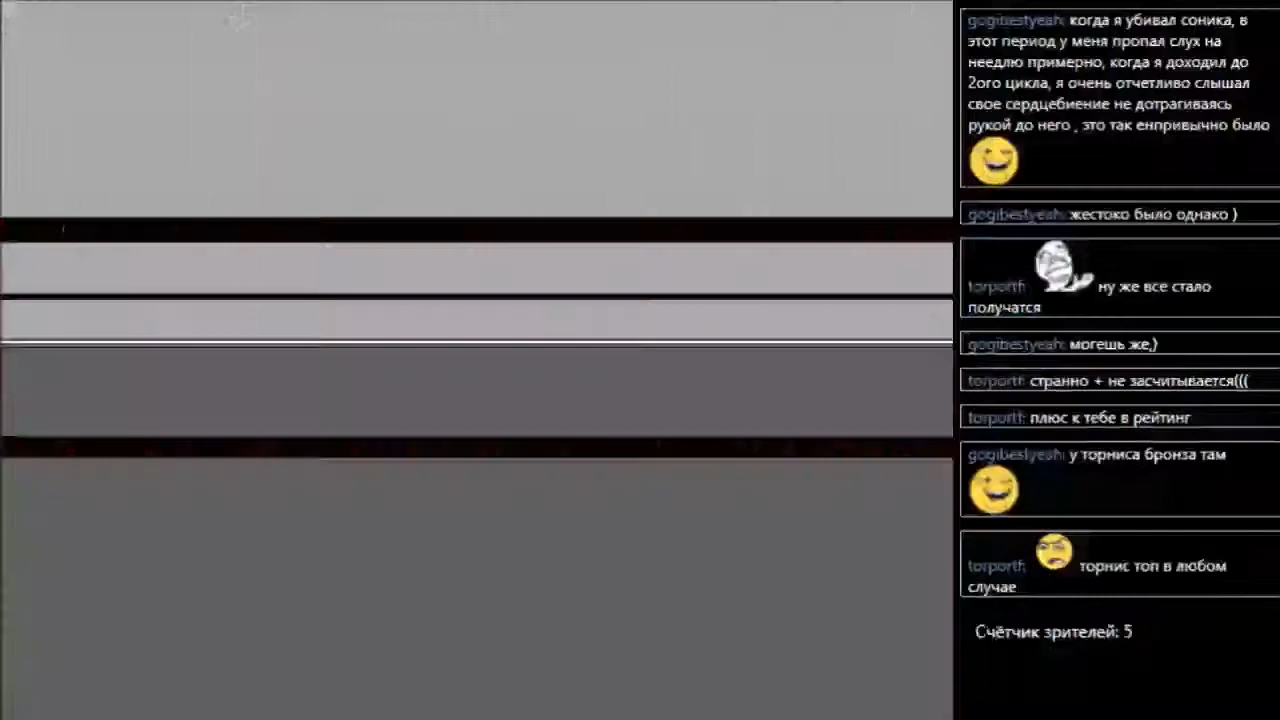 gogibestyeah: когда я убивал соника, в
этот период у меня пропал слух на
неедлю примерно, когда я доходил до
2ого цикла, я очень отчетливо слышал
свое сердцебиение не дотрагиваясь
рукой до него , это так енпривычно было
gogibestyeah: жестоко было однако )
torporth: ну же все стало
получатся
gogibestyeah: могешь же,)
torporth: странно + не засчитывается(((
torporth: плюс к тебе в рейтинг
gogibestyeah: у торниса бронза там
torporth: торнис топ в любом
случае
Счётчик зрителей: 5